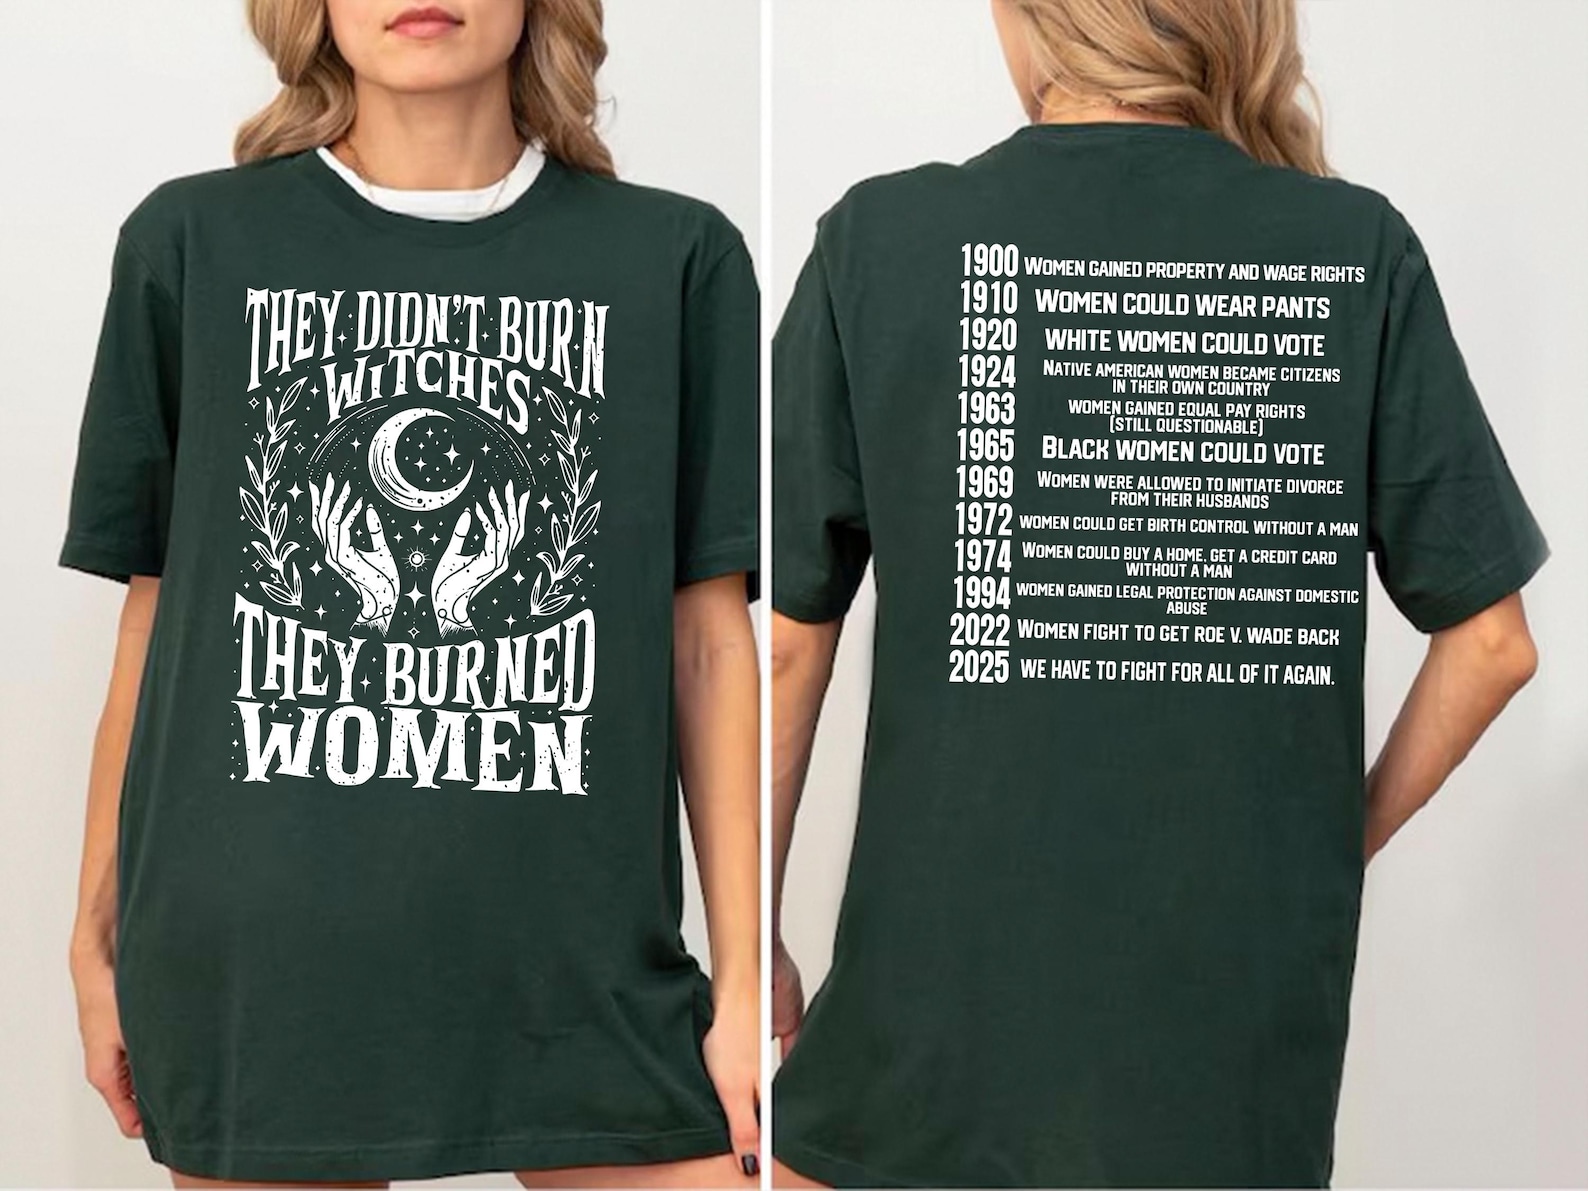 THEY DIDN'T BURN
WITCHES
THEY BURNED
WOMEN
1900 WOMEN GAINED PROPERTY AND WAGE RIGHTS
1910 WOMEN COULD WEAR PANTS
1920 WHITE WOMEN COULD VOTE
1924 NATIVE AMERICAN WOMEN BECAME CITIZENS
IN THEIR OWN COUNTRY
1963 WOMEN GAINED EQUAL PAY RIGHTS
(STILL QUESTIONABLE)
1965 BLACK WOMEN COULD VOTE
1969 WOMEN WERE ALLOWED TO INITIATE DIVORCE
FROM THEIR HUSBANDS
1972 WOMEN COULD GET BIRTH CONTROL WITHOUT A MAN
1974 WOMEN COULD BUY A HOME, GET A CREDIT CARD
WITHOUT A MAN
1994 WOMEN GAINED LEGAL PROTECTION AGAINST DOMESTIC
ABUSE
2022 WOMEN FIGHT TO GET ROE V. WADE BACK
2025 WE HAVE TO FIGHT FOR ALL OF IT AGAIN.